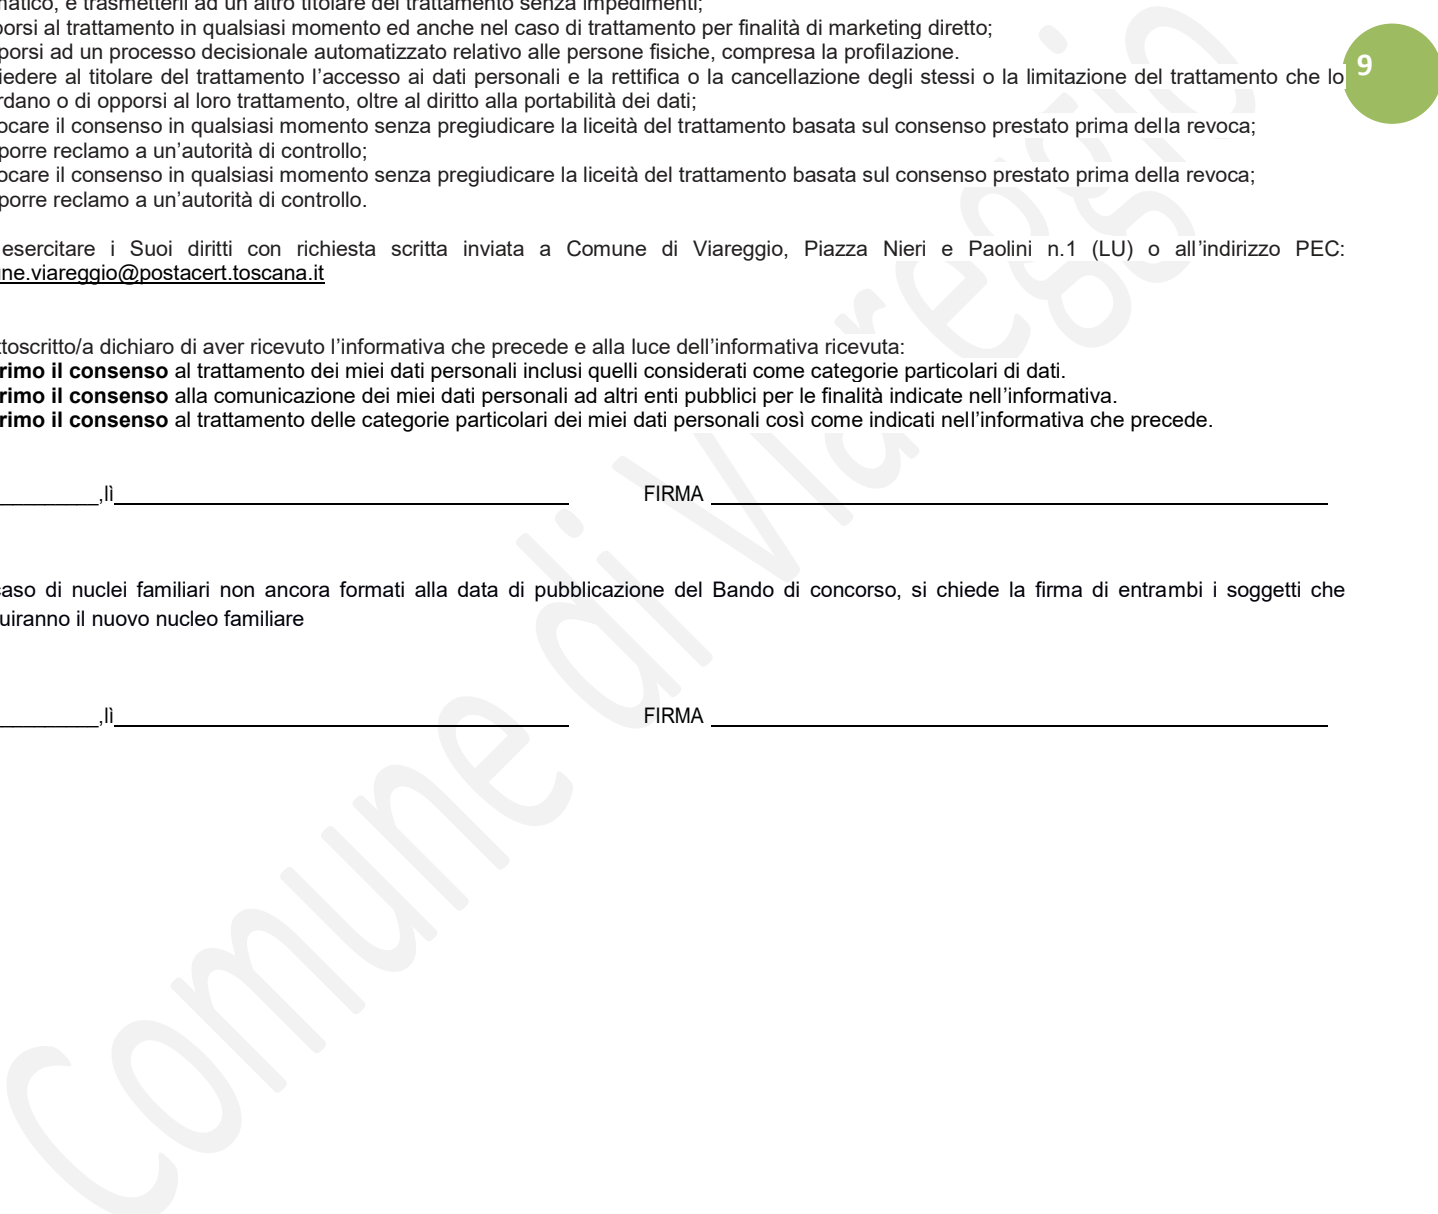 matico, e trasmetterli ad un altro titolare del trattamento senza impedimenti;
porsi al trattamento in qualsiasi momento ed anche nel caso di trattamento per finalità di marketing diretto;
porsi ad un processo decisionale automatizzato relativo alle persone fisiche, compresa la profilazione.
iedere al titolare del trattamento l’accesso ai dati personali e la rettifica o la cancellazione degli stessi o la limitazione del trattamento che lo
9
rdano o di opporsi al loro trattamento, oltre al diritto alla portabilità dei dati;
ocare il consenso in qualsiasi momento senza pregiudicare la liceità del trattamento basata sul consenso prestato prima della revoca;
porre reclamo a un’autorità di controllo;
ocare il consenso in qualsiasi momento senza pregiudicare la liceità del trattamento basata sul consenso prestato prima della revoca;
porre reclamo a un’autorità di controllo.
esercitare i Suoi diritti con richiesta scritta inviata a Comune di Viareggio, Piazza Nieri e Paolini n.1 (LU) o all’indirizzo PEC:
ne.viareggio@postacert.toscana.it
ttoscritto/a dichiaro di aver ricevuto l’informativa che precede e alla luce dell’informativa ricevuta:
rimo il consenso al trattamento dei miei dati personali inclusi quelli considerati come categorie particolari di dati.
rimo il consenso alla comunicazione dei miei dati personali ad altri enti pubblici per le finalità indicate nell’informativa.
rimo il consenso al trattamento delle categorie particolari dei miei dati personali così come indicati nell’informativa che precede.
_________,lì FIRMA
caso di nuclei familiari non ancora formati alla data di pubblicazione del Bando di concorso, si chiede la firma di entrambi i soggetti che
uiranno il nuovo nucleo familiare
_________,lì FIRMA
Comune di Viareggio